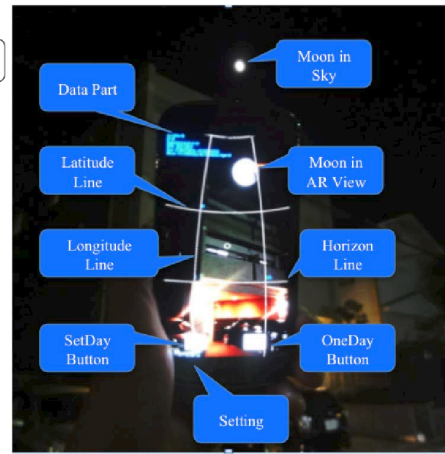 Moon in
Sky
Data Part
Latitude
Line
Moon in
AR View
Longitude
Line
Horizon
Line
SetDay
Button
OneDay
Button
Setting